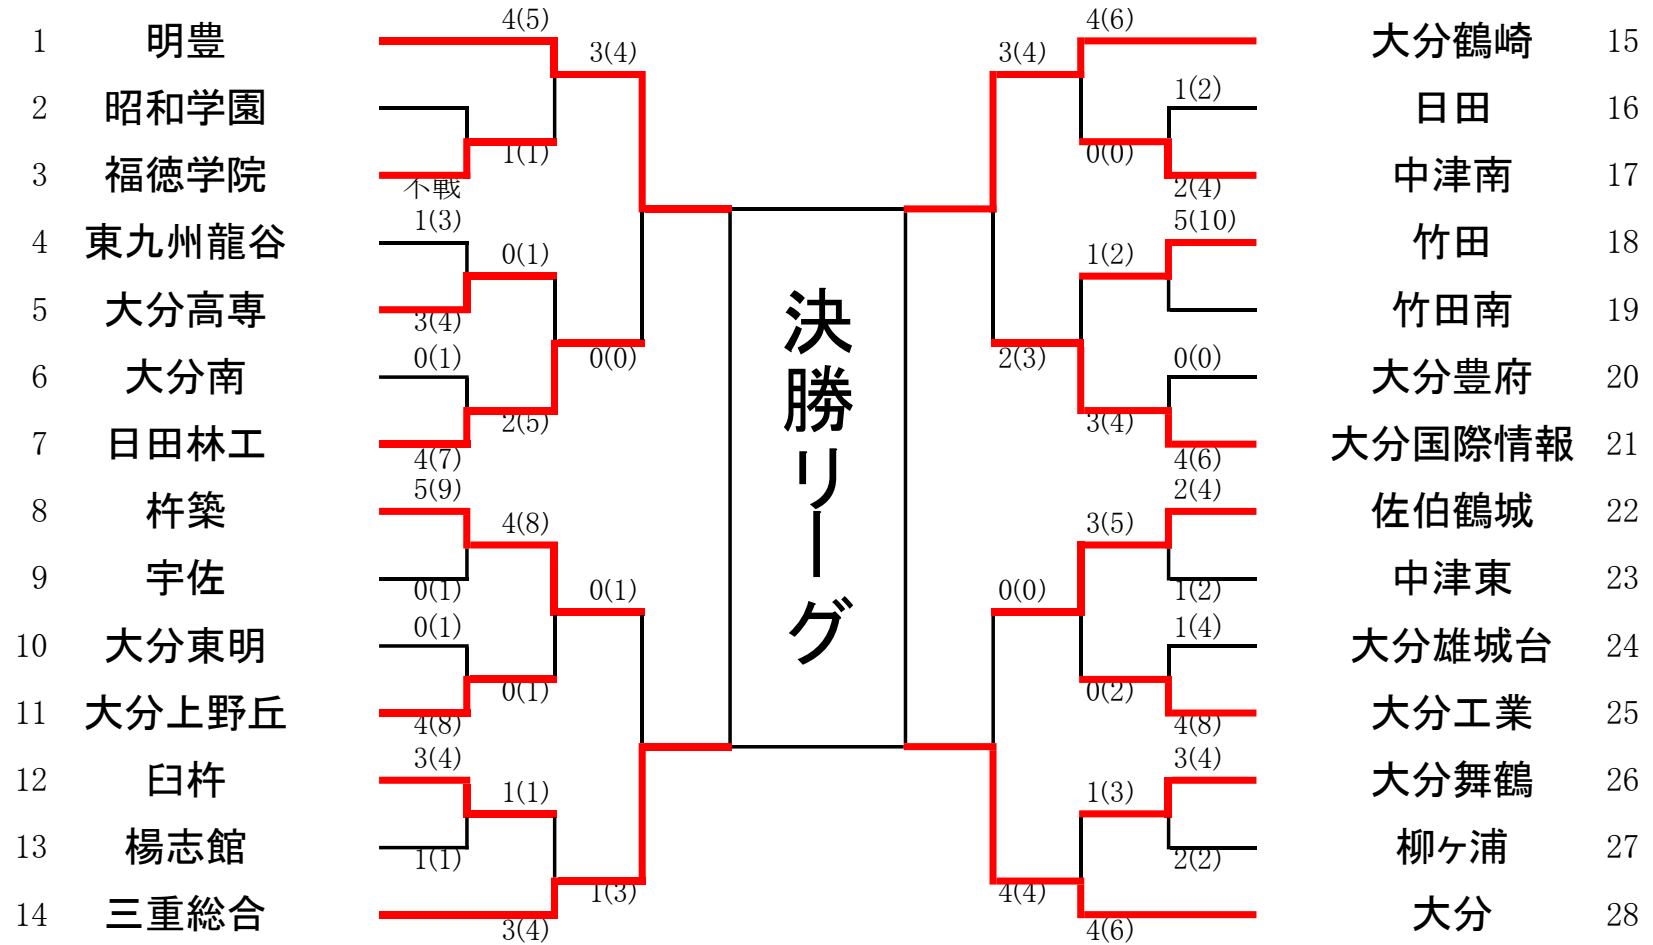 1 明豊
2 昭和学園
3 福徳学院
4 東九州龍谷
5 大分高専
6 大分南
7 日田林工
8 杵築
9 宇佐
10 大分東明
11 大分上野丘
12 臼杵
13 楊志館
14 三重総合
4(5)
1(1)
不戦
1(3)
3(4)
0(1)
4(7)
5(9)
0(1)
0(1)
4(8)
3(4)
1(1)
0(1)
2(5)
4(8)
0(1)
1(1)
3(4)
3(4)
0(0)
0(1)
1(3)
決勝リーグ
3(4)
2(3)
0(0)
4(4)
4(6)
0(0)
1(2)
3(4)
3(5)
0(2)
1(3)
4(6)
1(2)
2(4)
5(10)
0(0)
4(6)
2(4)
1(2)
1(4)
4(8)
3(4)
2(2)
大分鶴崎 15
日田 16
中津南 17
竹田 18
竹田南 19
大分豊府 20
大分国際情報 21
佐伯鶴城 22
中津東 23
大分雄城台 24
大分工業 25
大分舞鶴 26
柳ヶ浦 27
大分 28